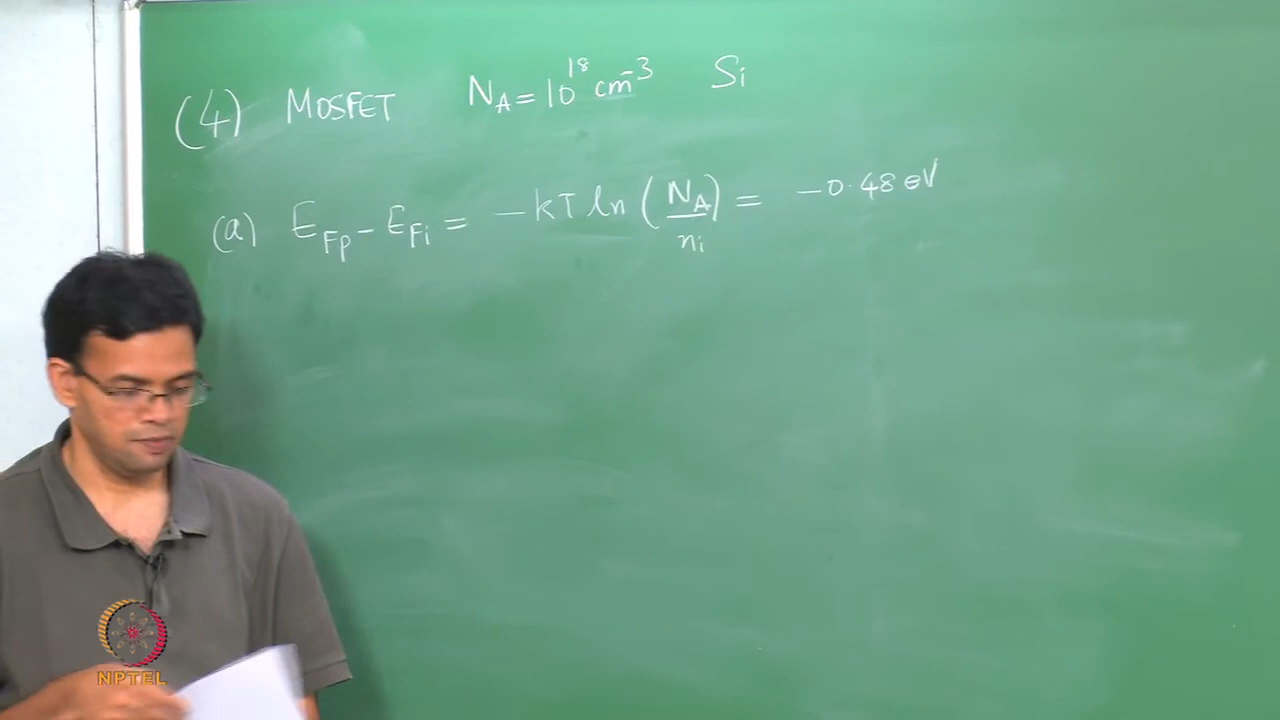 (4) MOSFET N_A = 10^18 cm^-3 Si
(a) E_Fp - E_Fi = -kT ln (N_A/n_i) = -0.48 eV
NPTEL